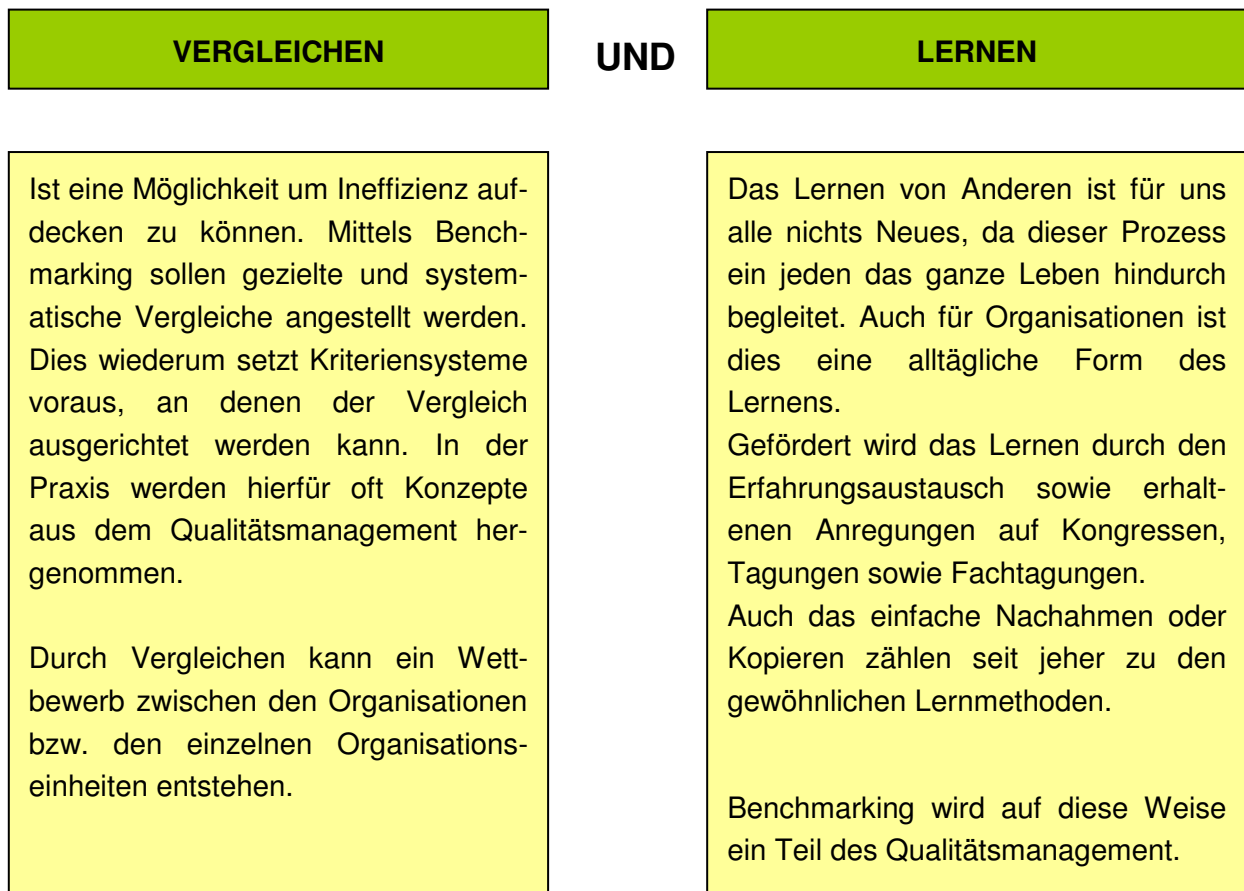 VERGLEICHEN
UND
LERNEN
Ist eine Möglichkeit um Ineffizienz auf-
decken zu können. Mittels Bench-
marking sollen gezielte und system-
atische Vergleiche angestellt werden.
Dies wiederum setzt Kriteriensysteme
voraus, an denen der Vergleich
ausgerichtet werden kann. In der
Praxis werden hierfür oft Konzepte
aus dem Qualitätsmanagement her-
genommen.
Durch Vergleichen kann ein Wett-
bewerb zwischen den Organisationen
bzw. den einzelnen Organisations-
einheiten entstehen.
Das Lernen von Anderen ist für uns
alle nichts Neues, da dieser Prozess
ein jeden das ganze Leben hindurch
begleitet. Auch für Organisationen ist
dies eine alltägliche Form des
Lernens.
Gefördert wird das Lernen durch den
Erfahrungsaustausch sowie erhalt-
enen Anregungen auf Kongressen,
Tagungen sowie Fachtagungen.
Auch das einfache Nachahmen oder
Kopieren zählen seit jeher zu den
gewöhnlichen Lernmethoden.
Benchmarking wird auf diese Weise
ein Teil des Qualitätsmanagement.